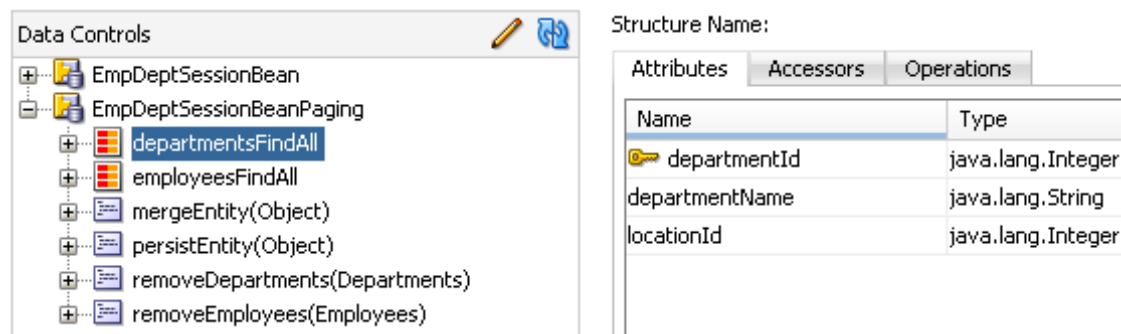 Data Controls
EmpDeptSessionBean
EmpDeptSessionBeanPaging
departmentsFindAll
employeesFindAll
mergeEntity(Object)
persistEntity(Object)
removeDepartments(Departments)
removeEmployees(Employees)
Structure Name:
Attributes Accessors Operations
Name Type
departmentId java.lang.Integer
departmentName java.lang.String
locationId java.lang.Integer